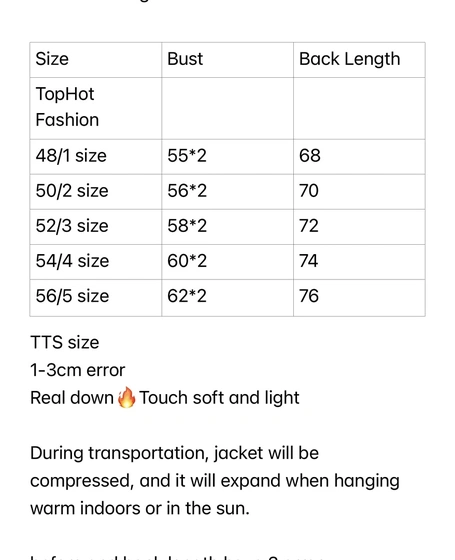 Size Bust Back Length
TopHot
Fashion
48/1 size 55*2 68
50/2 size 56*2 70
52/3 size 58*2 72
54/4 size 60*2 74
56/5 size 62*2 76
TTS size
1-3cm error
Real down🔥Touch soft and light
During transportation, jacket will be
compressed, and it will expand when hanging
warm indoors or in the sun.